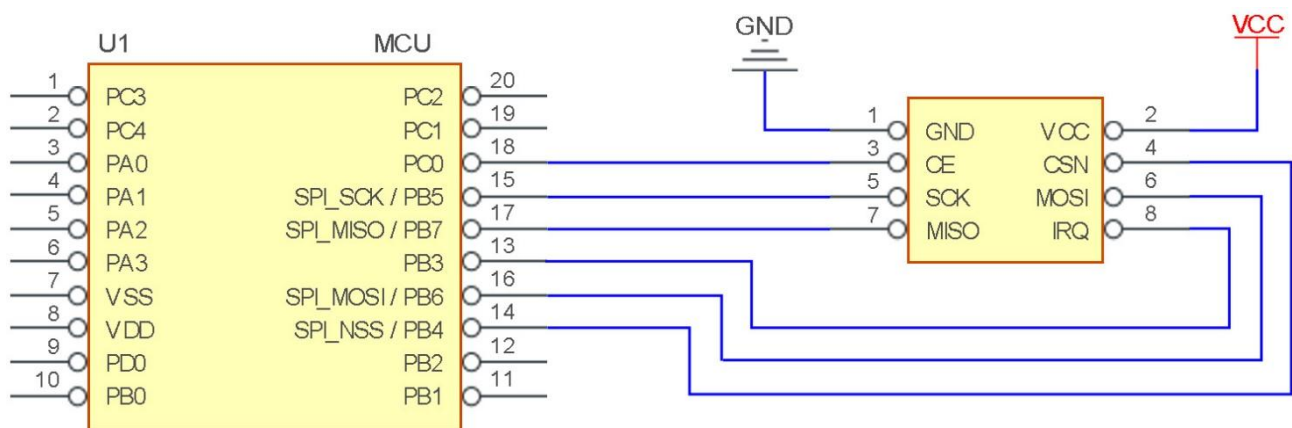 U1 MCU
1 PC3 PC2 20
2 PC4 PC1 19
3 PA0 PC0 18
4 PA1 SPI_SCK / PB5 15
5 PA2 SPI_MISO / PB7 17
6 PA3 PB3 13
7 VSS SPI_MOSI / PB6 16
8 VDD SPI_NSS / PB4 14
9 PD0 PB2 12
10 PB0 PB1 11
GND VCC
1 GND VCC 2
3 CE CSN 4
5 SCK MOSI 6
7 MISO IRQ 8